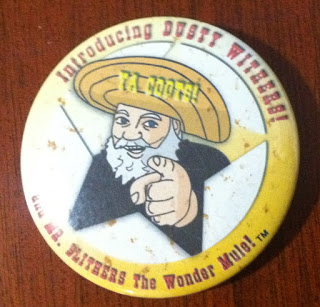 Introducing DUSTY WITHERS!
YA COOTS!
and MR. SLITHERS The Wonder Mule! TM